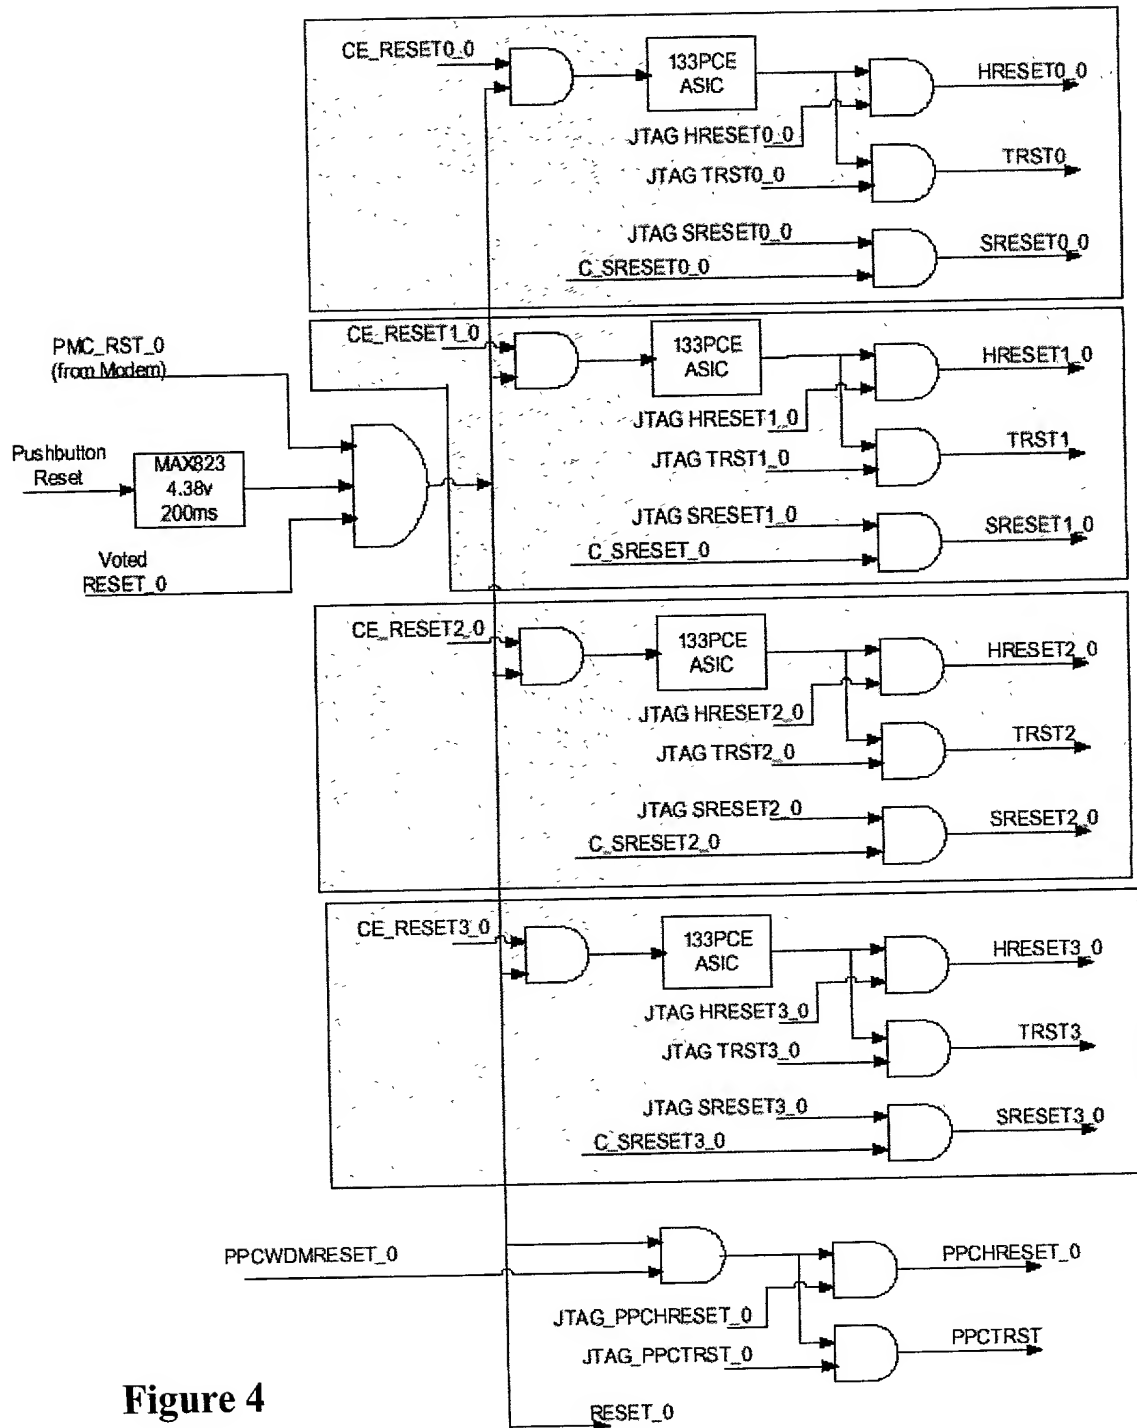 CE_RESET0_0
133PCE
ASIC
HRESET0_0
JTAG HRESET0_0
TRST0
JTAG TRST0_0
JTAG SRESET0_0
SRESET0_0
C_SRESET0_0
PMC_RST_0
(from Modem)
CE_RESET1_0
133PCE
ASIC
HRESET1_0
JTAG HRESET1_0
TRST1
JTAG TRST1_0
Pushbutton
Reset
MAX823
4.38v
200ms
JTAG SRESET1_0
SRESET1_0
C_SRESET_0
Voted
RESET_0
CE_RESET2_0
133PCE
ASIC
HRESET2_0
JTAG HRESET2_0
TRST2
JTAG TRST2_0
JTAG SRESET2_0
SRESET2_0
C_SRESET2_0
CE_RESET3_0
133PCE
ASIC
HRESET3_0
JTAG HRESET3_0
TRST3
JTAG TRST3_0
JTAG SRESET3_0
SRESET3_0
C_SRESET3_0
PPCWDMRESET_0
PPCHRESET_0
JTAG_PPCHRESET_0
PPCTRST
JTAG_PPCTRST_0
Figure 4
RESET_0